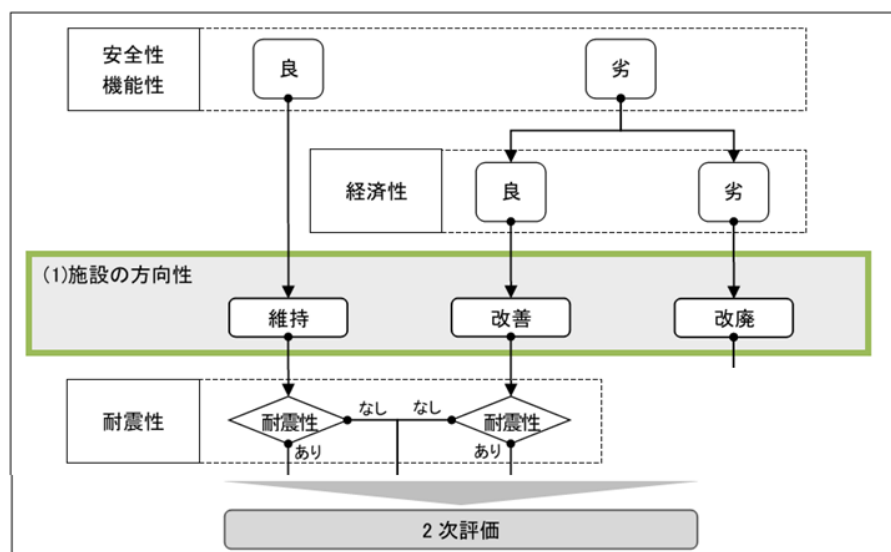 安全性
機能性
良
劣
経済性
良
劣
(1)施設の方向性
維持
改善
改廃
耐震性
耐震性
なし
なし
耐震性
あり
あり
2次評価